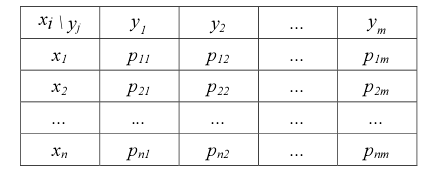 xi \ yj y1 y2 ... ym
x1 p11 p12 ... p1m
x2 p21 p22 ... p2m
... ... ... ... ...
xn pn1 pn2 ... pnm